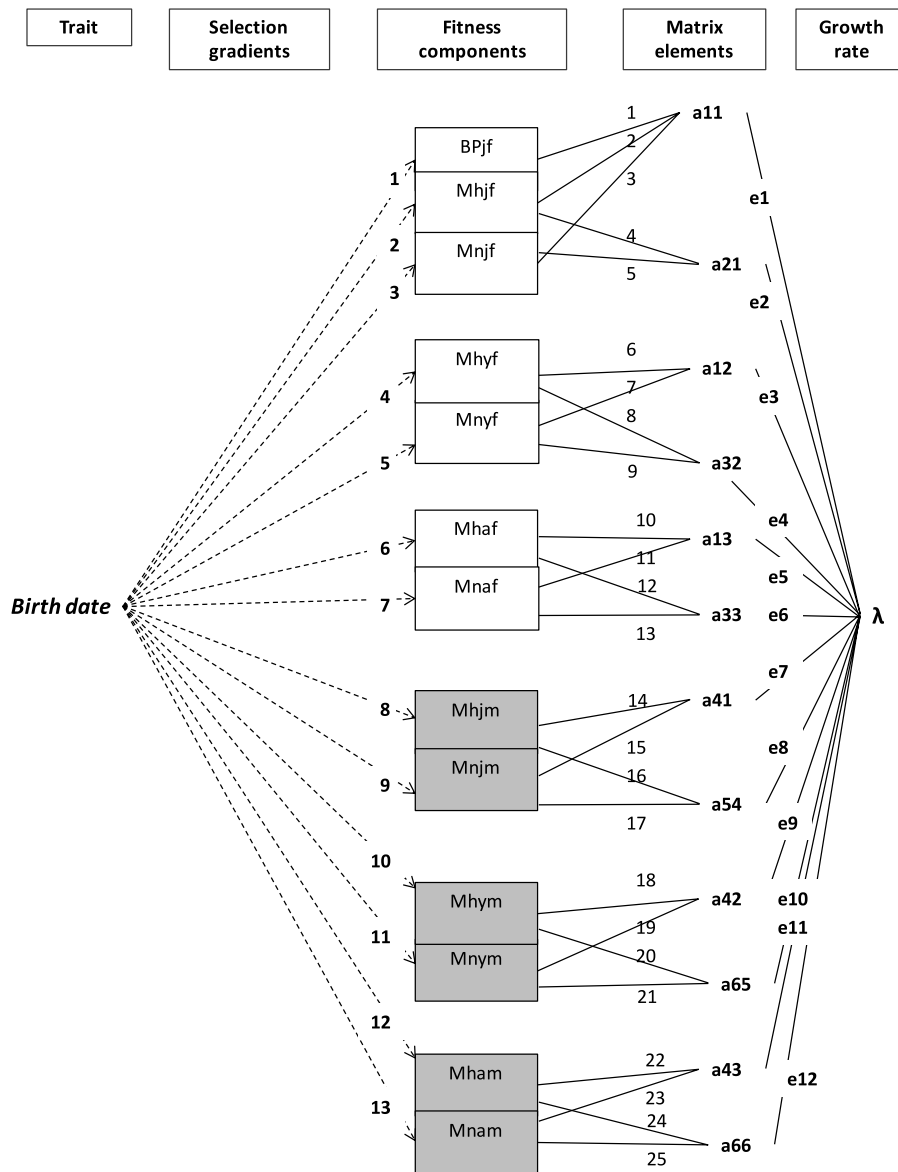 Trait
Selection
gradients
Fitness
components
Matrix
elements
Growth
rate
Birth date
1
2
3
4
5
6
7
8
9
10
11
12
13
BPjf
Mhjf
Mnjf
Mhyf
Mnyf
Mhaf
Mnaf
Mhjm
Mnjm
Mhym
Mnym
Mham
Mnam
1
2
3
4
5
6
7
8
9
10
11
12
13
14
15
16
17
18
19
20
21
22
23
24
25
a11
a21
a12
a32
a13
a33
a41
a54
a42
a65
a43
a66
e1
e2
e3
e4
e5
e6
e7
e8
e9
e10
e11
e12
λ